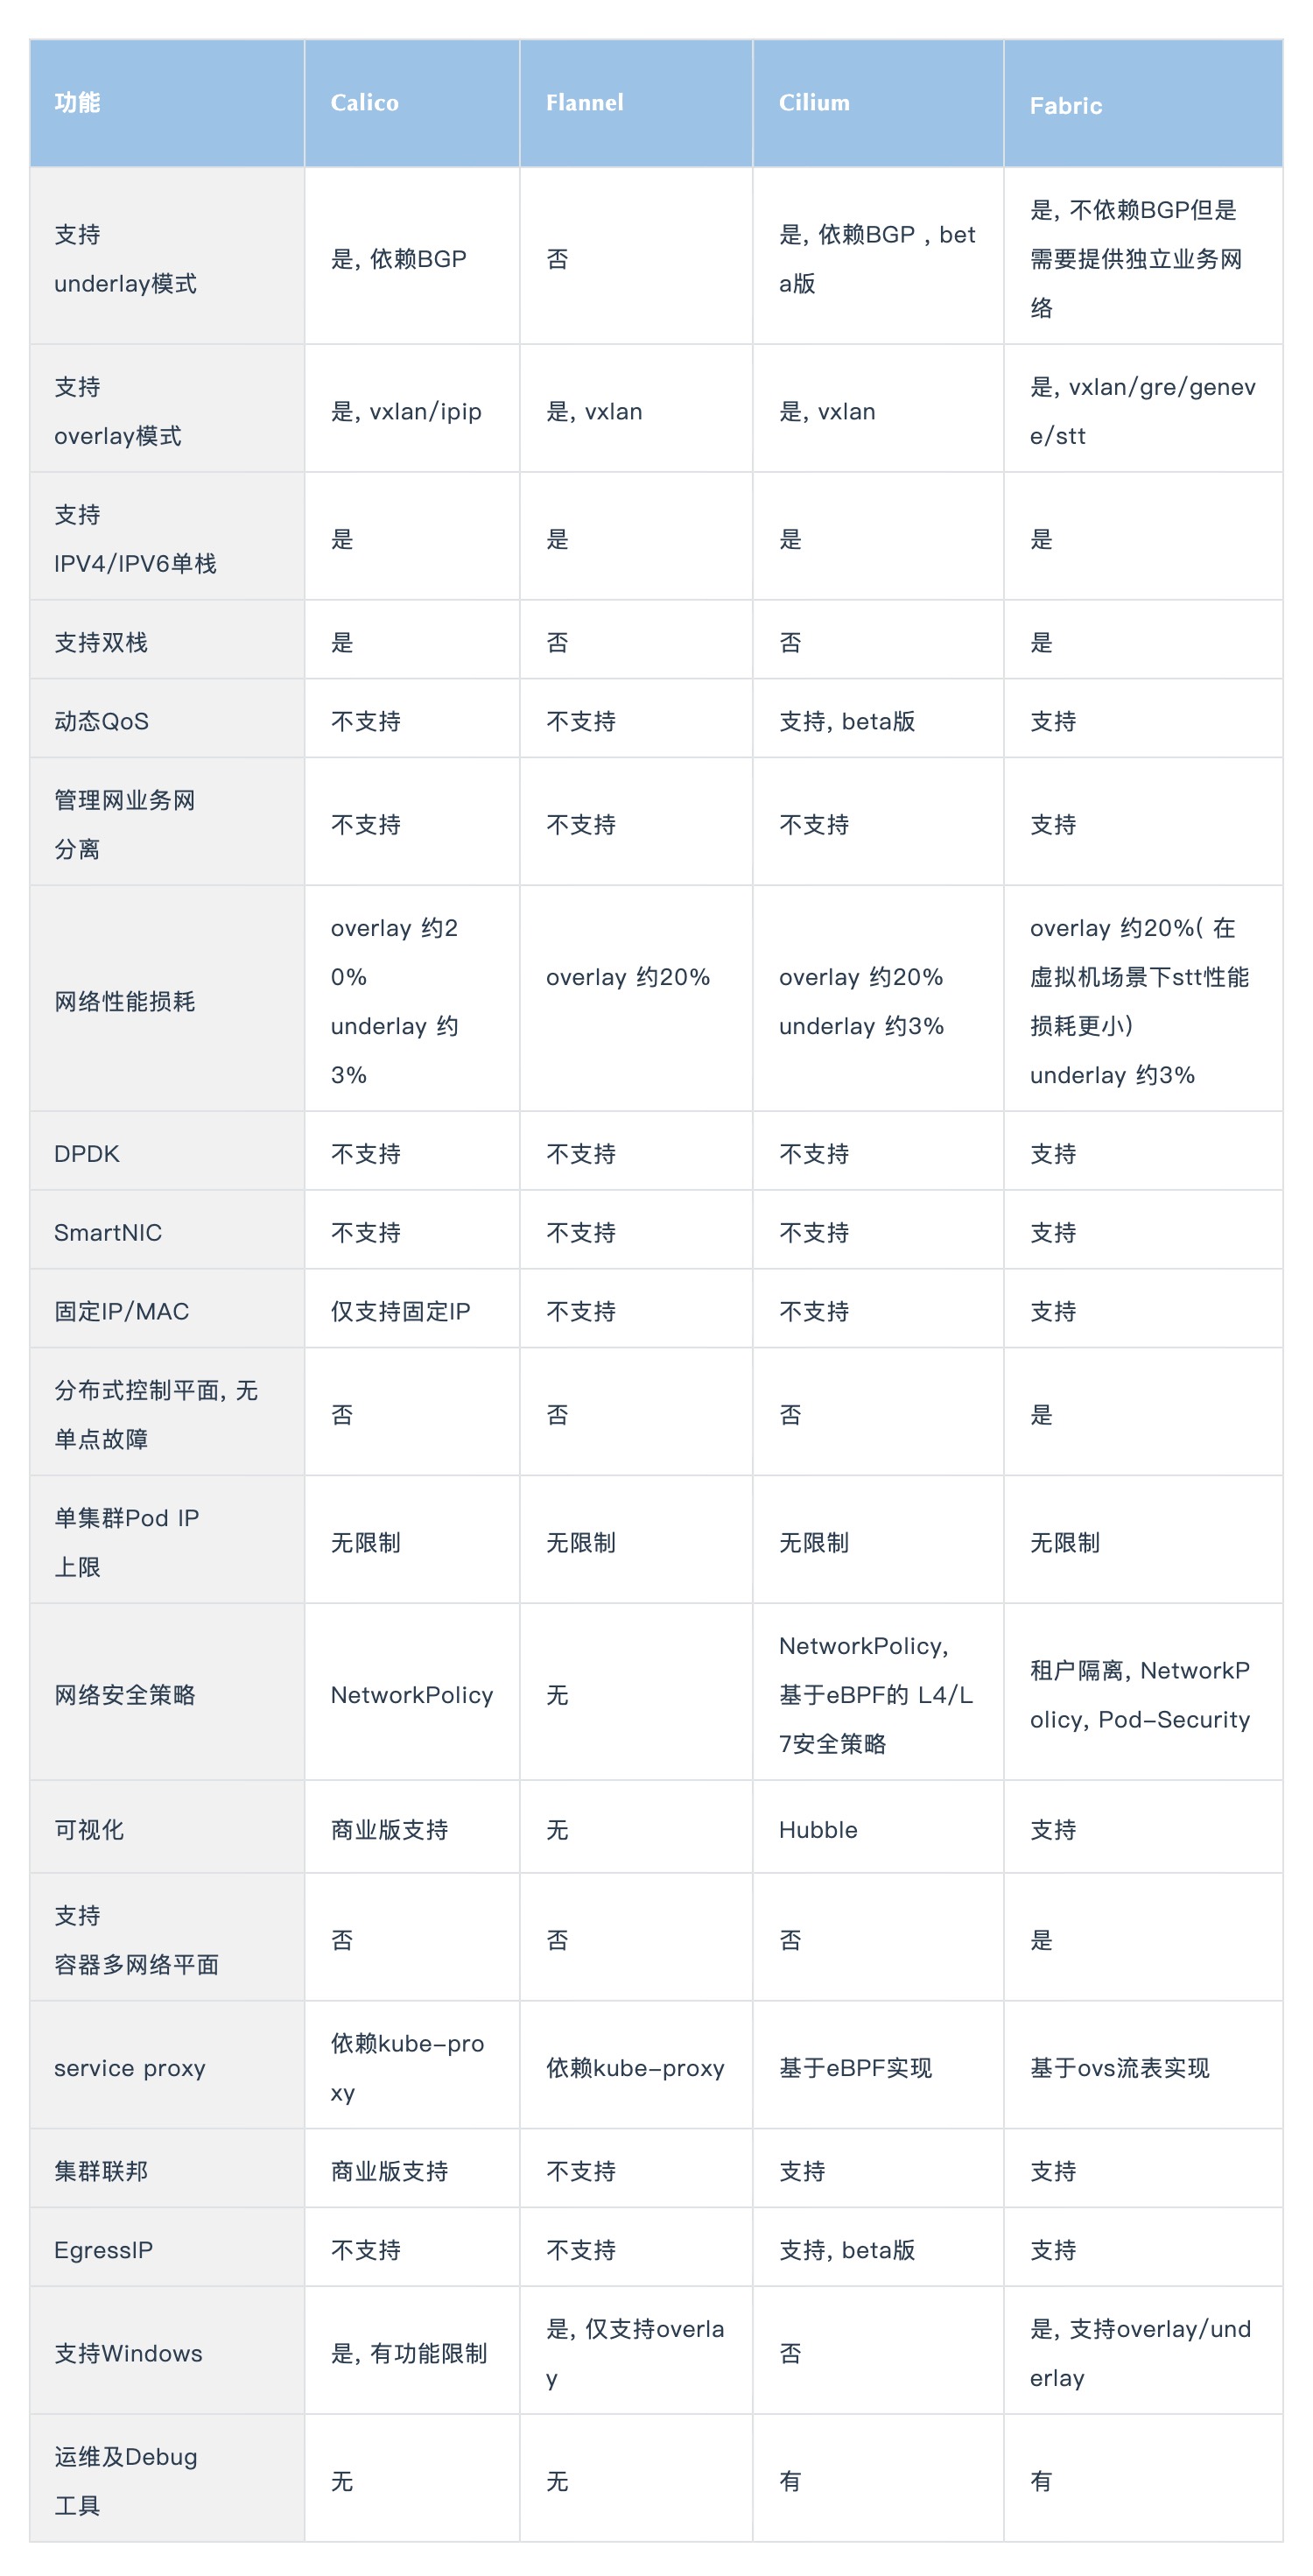 功能
Calico
Flannel
Cilium
Fabric
支持
underlay模式
是, 依赖BGP
否
是, 依赖BGP , bet
a版
是, 不依赖BGP但是
需要提供独立业务网
络
支持
overlay模式
是, vxlan/ipip
是, vxlan
是, vxlan
是, vxlan/gre/genev
e/stt
支持
IPV4/IPV6单栈
是
是
是
是
支持双栈
是
否
否
是
动态QoS
不支持
不支持
支持, beta版
支持
管理网业务网
分离
不支持
不支持
不支持
支持
网络性能损耗
overlay 约2
0%
underlay 约
3%
overlay 约20%
overlay 约20%
underlay 约3%
overlay 约20%( 在
虚拟机场景下stt性能
损耗更小)
underlay 约3%
DPDK
不支持
不支持
不支持
支持
SmartNIC
不支持
不支持
不支持
支持
固定IP/MAC
仅支持固定IP
不支持
不支持
支持
分布式控制平面, 无
单点故障
否
否
否
是
单集群Pod IP
上限
无限制
无限制
无限制
无限制
网络安全策略
NetworkPolicy
无
NetworkPolicy,
基于eBPF的 L4/L
7安全策略
租户隔离, NetworkP
olicy, Pod-Security
可视化
商业版支持
无
Hubble
支持
支持
容器多网络平面
否
否
否
是
service proxy
依赖kube-pro
xy
依赖kube-proxy
基于eBPF实现
基于ovs流表实现
集群联邦
商业版支持
不支持
支持
支持
EgressIP
不支持
不支持
支持, beta版
支持
支持Windows
是, 有功能限制
是, 仅支持overla
y
否
是, 支持overlay/und
erlay
运维及Debug
工具
无
无
有
有